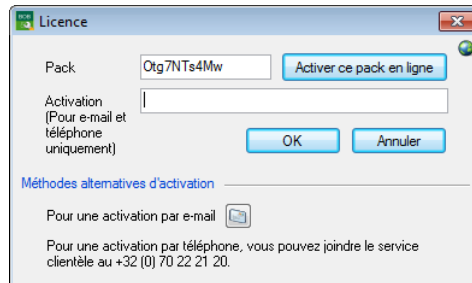 Licence
Pack
Otg7NTs4Mw
Activer ce pack en ligne
Activation
(Pour e-mail et
téléphone
uniquement)
OK
Annuler
Méthodes alternatives d'activation
Pour une activation par e-mail
Pour une activation par téléphone, vous pouvez joindre le service
clientèle au +32 (0) 70 22 21 20.